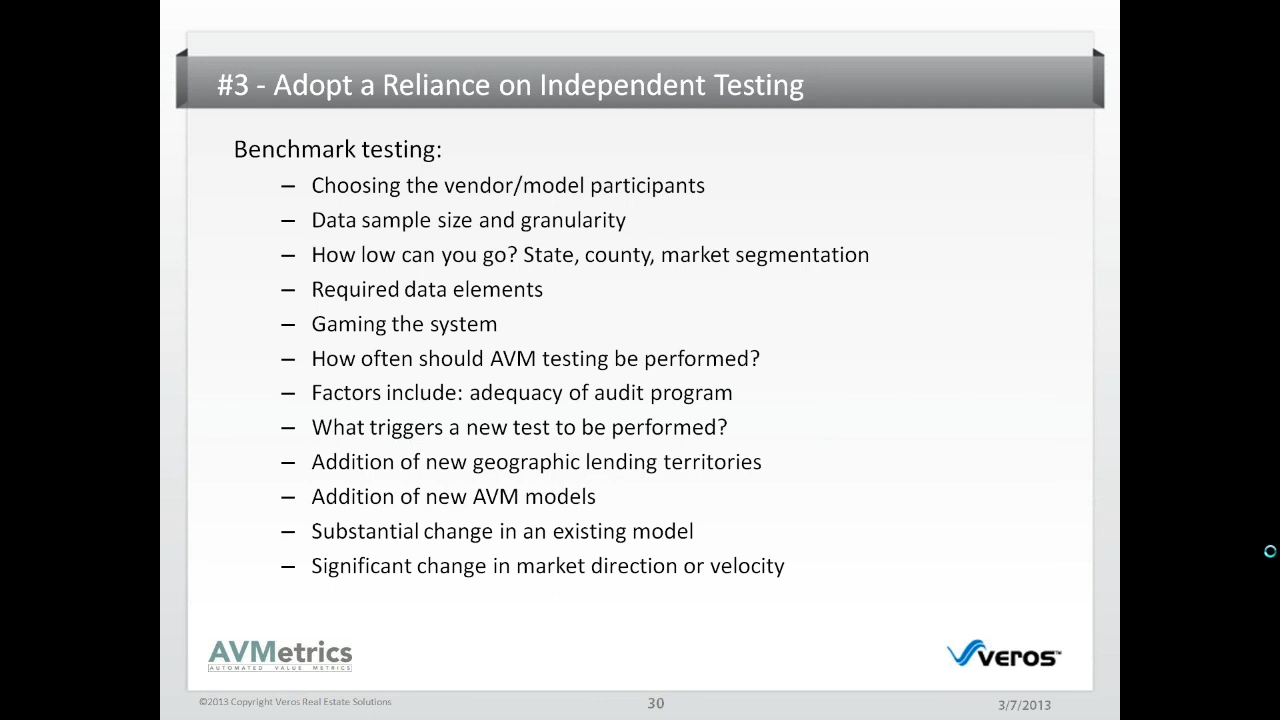 #3 - Adopt a Reliance on Independent Testing
Benchmark testing:
– Choosing the vendor/model participants
– Data sample size and granularity
– How low can you go? State, county, market segmentation
– Required data elements
– Gaming the system
– How often should AVM testing be performed?
– Factors include: adequacy of audit program
– What triggers a new test to be performed?
– Addition of new geographic lending territories
– Addition of new AVM models
– Substantial change in an existing model
– Significant change in market direction or velocity
AVMetrics
AUTOMATED VALUE METRICS
VEROS™
©2013 Copyright Veros Real Estate Solutions
30
3/7/2013